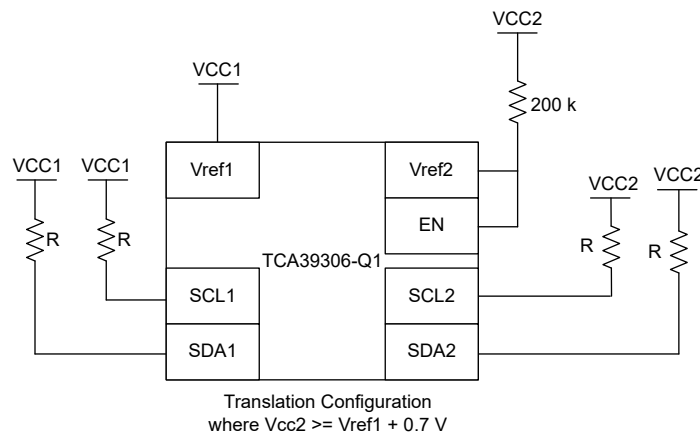 VCC2
VCC1
200 k
VCC1
VCC1
Vref1
Vref2
VCC2
VCC2
EN
R
R
R
R
TCA39306-Q1
SCL1
SCL2
SDA1
SDA2
Translation Configuration
where Vcc2 >= Vref1 + 0.7 V